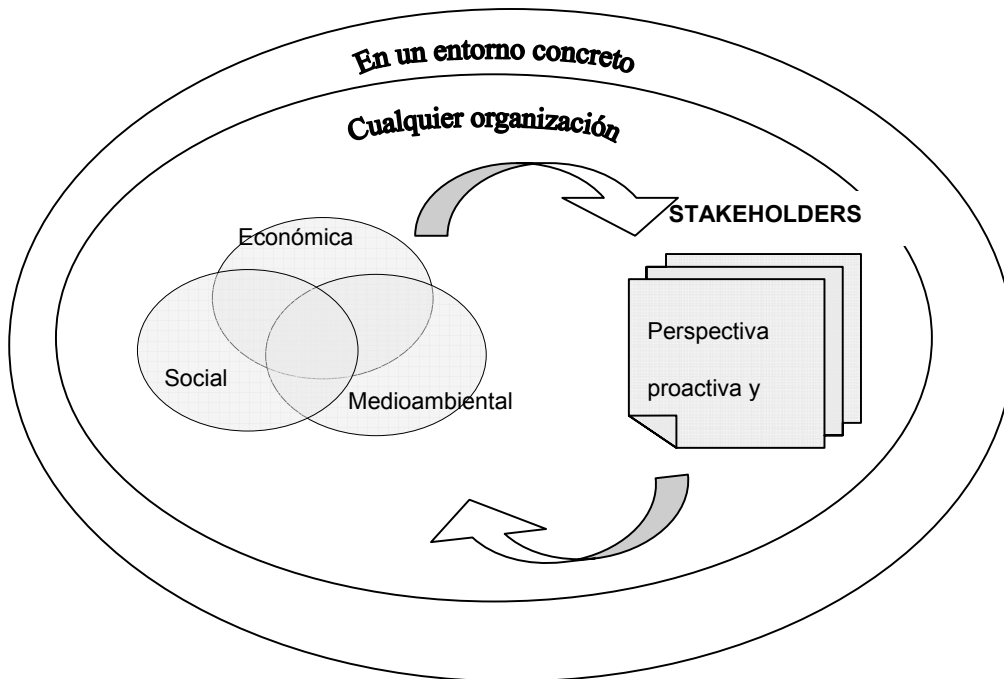 En un entorno concreto
Cualquier organización
STAKEHOLDERS
Económica
Social
Medioambiental
Perspectiva
proactiva y